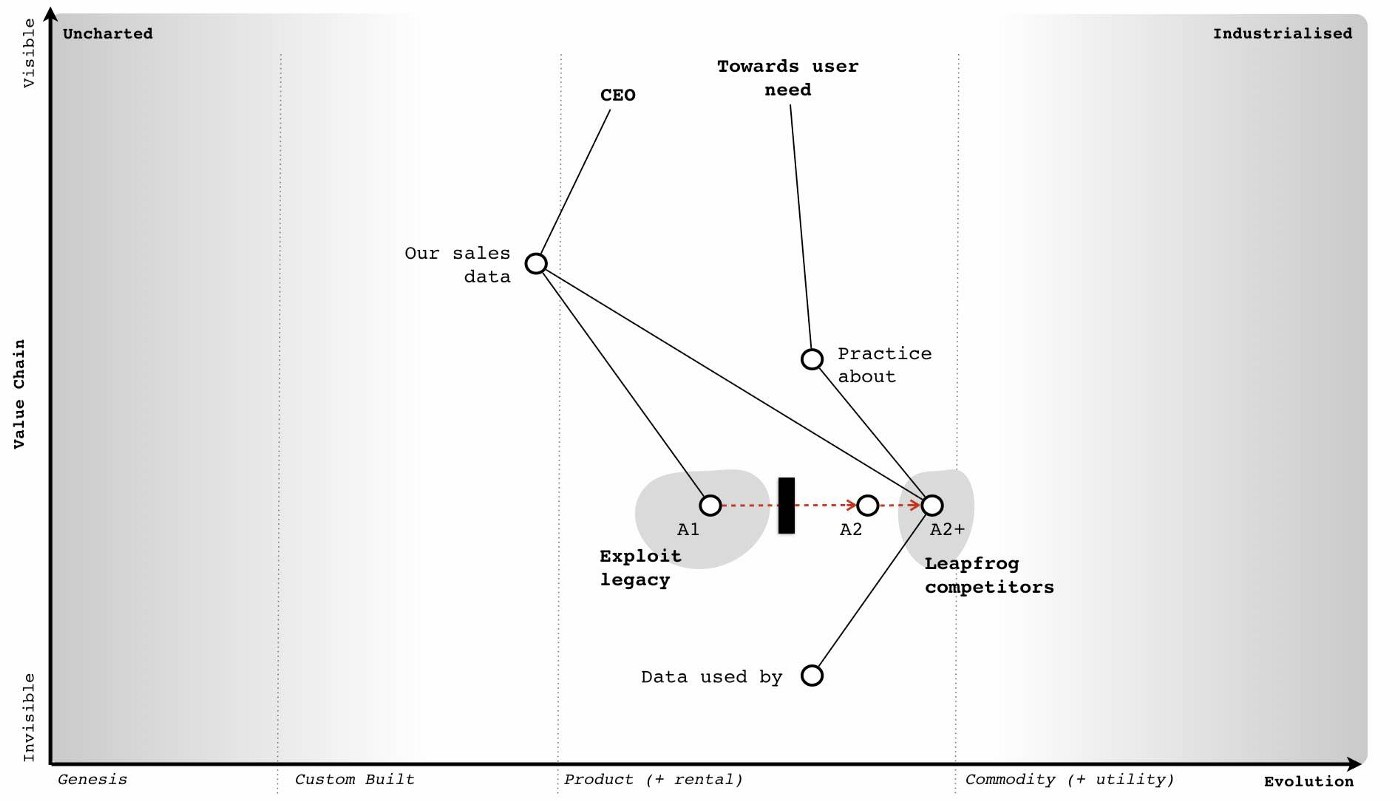 Visible
Uncharted
Industrialised
Towards user
need
CEO
Our sales
data
Practice
about
Value Chain
A1
A2
A2+
Exploit
legacy
Leapfrog
competitors
Data used by
Invisible
Genesis
Custom Built
Product (+ rental)
Commodity (+ utility)
Evolution